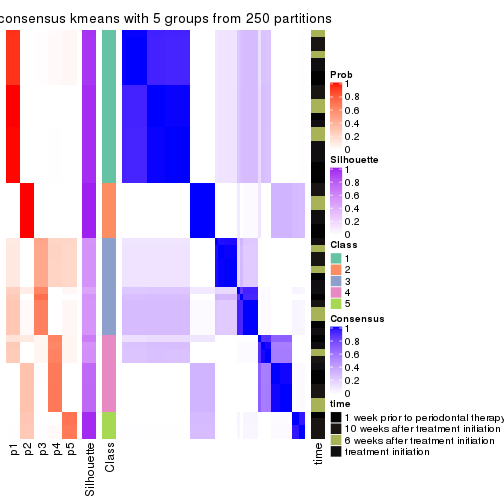 consensus kmeans with 5 groups from 250 partitions
Prob
1
0.8
0.6
0.4
0.2
0
Silhouette
1
0.8
0.6
0.4
0.2
0
Class
1
2
3
4
5
Consensus
1
0.8
0.6
0.4
0.2
0
time
1 week prior to periodontal therapy
10 weeks after treatment initiation
6 weeks after treatment initiation
treatment initiation
p1
p2
p3
p4
p5
Silhouette
Class
time